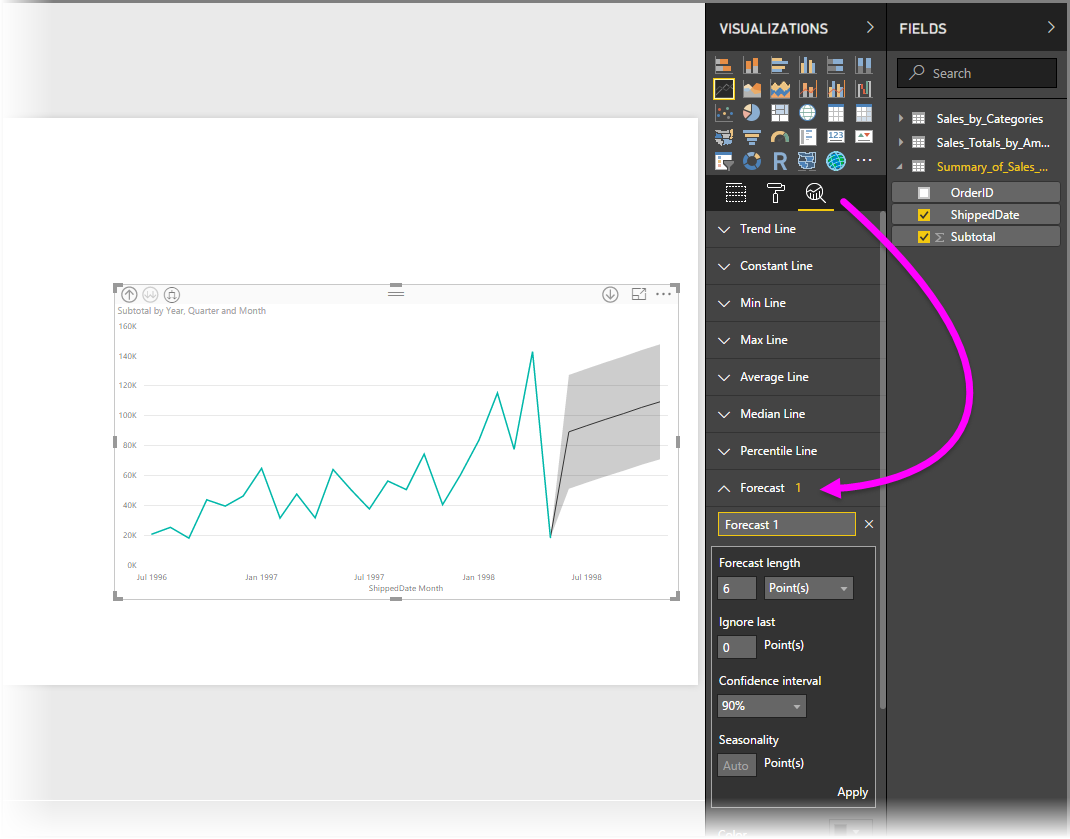 VISUALIZATIONS
FIELDS
Search
R
123
Sales_by_Categories
Sales_Totals_by_Am...
Summary_of_Sales_...
OrderID
ShippedDate
Σ Subtotal
Trend Line
Constant Line
Min Line
Max Line
Average Line
Median Line
Percentile Line
Forecast 1
Forecast 1
Forecast length
6 Point(s)
Ignore last
0 Point(s)
Confidence interval
90%
Seasonality
Auto Point(s)
Apply
Color
Subtotal by Year, Quarter and Month
160K
140K
120K
100K
80K
60K
40K
20K
0K
Jul 1996 Jan 1997 Jul 1997 Jan 1998 Jul 1998
ShippedDate Month